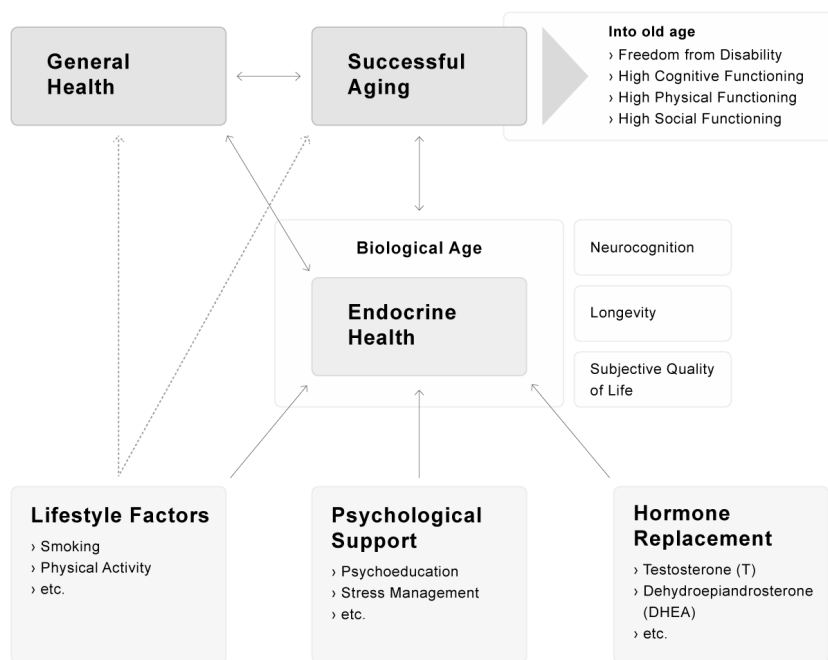 General
Health
Successful
Aging
Into old age
› Freedom from Disability
› High Cognitive Functioning
› High Physical Functioning
› High Social Functioning
Biological Age
Endocrine
Health
Neurocognition
Longevity
Subjective Quality
of Life
Lifestyle Factors
› Smoking
› Physical Activity
› etc.
Psychological
Support
› Psychoeducation
› Stress Management
› etc.
Hormone
Replacement
› Testosterone (T)
› Dehydroepiandrosterone
(DHEA)
› etc.